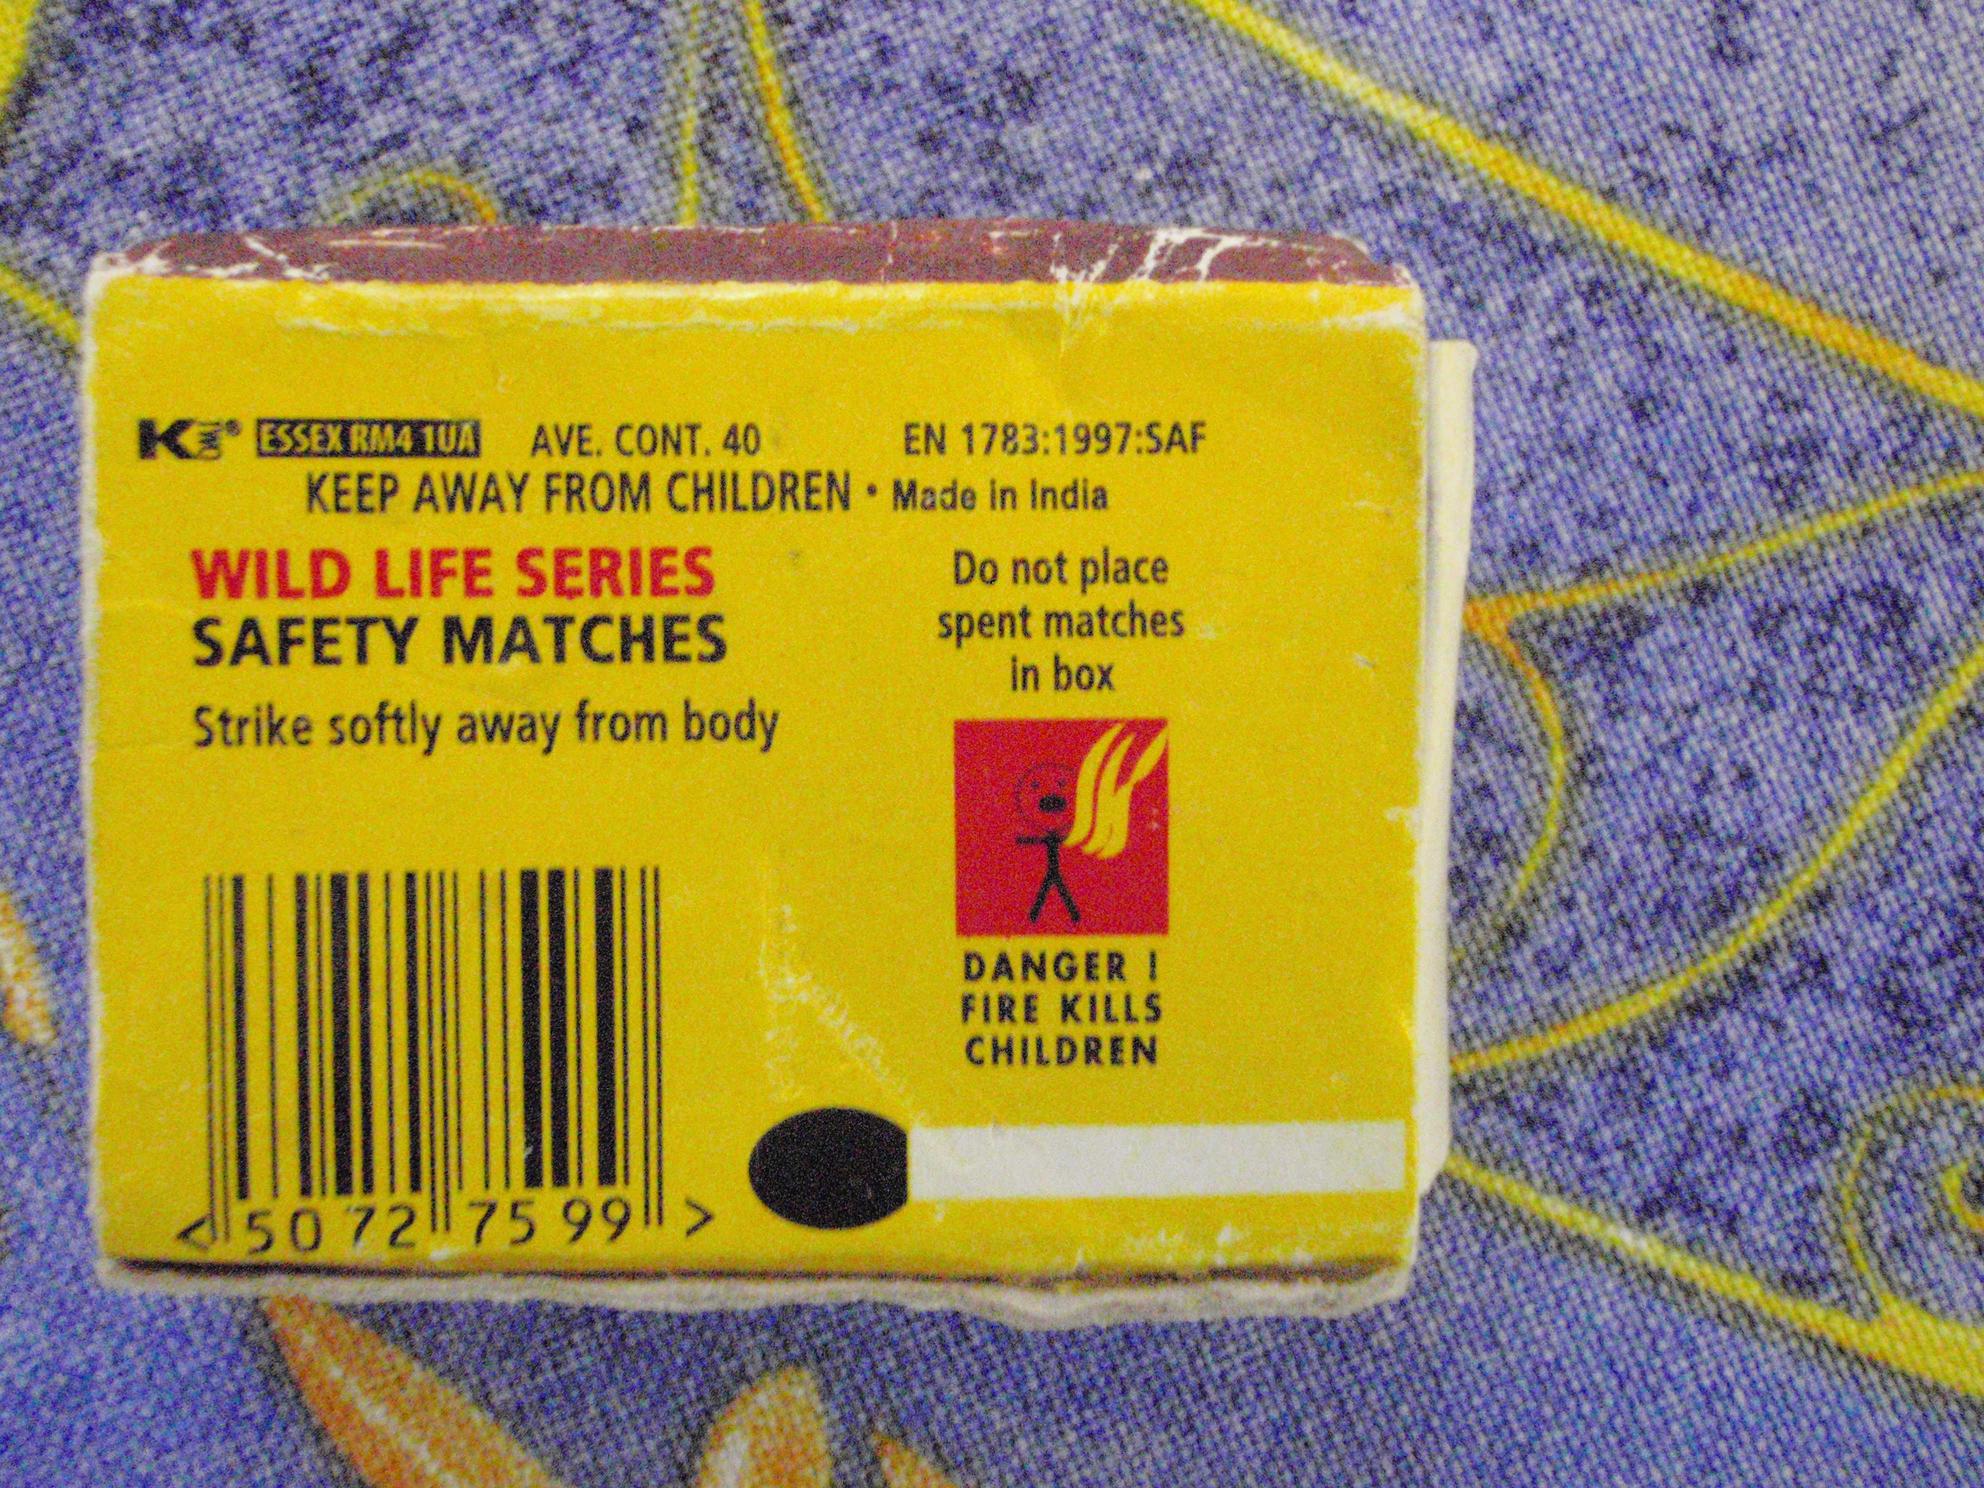 K ESSEX RM4 1UA AVE. CONT. 40 EN 1783:1997:SAF
KEEP AWAY FROM CHILDREN • Made in India
WILD LIFE SERIES
SAFETY MATCHES
Strike softly away from body
Do not place
spent matches
in box
DANGER !
FIRE KILLS
CHILDREN
< 5072 7599 >